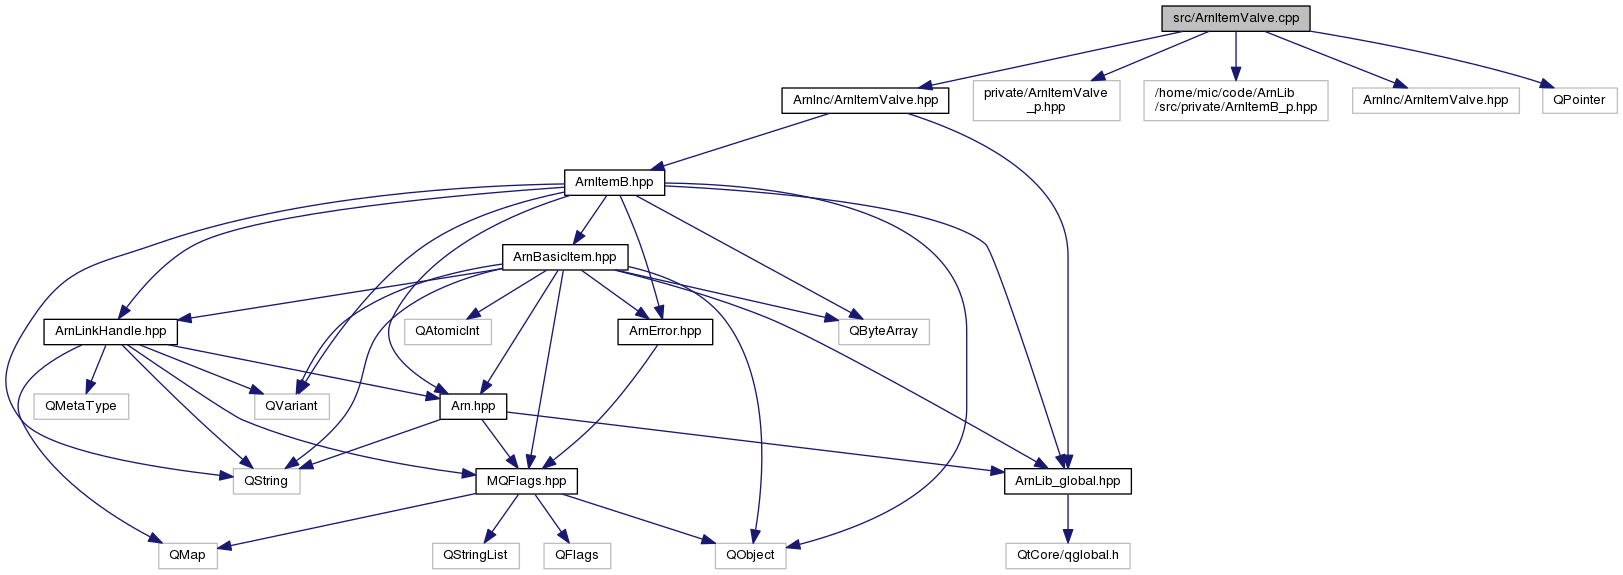 src/ArnItemValve.cpp
ArnInc/ArnItemValve.hpp
private/ArnItemValve
_p.hpp
/home/mic/code/ArnLib
/src/private/ArnItemB_p.hpp
ArnInc/ArnItemValve.hpp
QPointer
ArnItemB.hpp
ArnBasicItem.hpp
ArnLinkHandle.hpp
QAtomicInt
ArnError.hpp
QByteArray
QMetaType
QVariant
Arn.hpp
QString
MQFlags.hpp
ArnLib_global.hpp
QMap
QStringList
QFlags
QObject
QtCore/qglobal.h